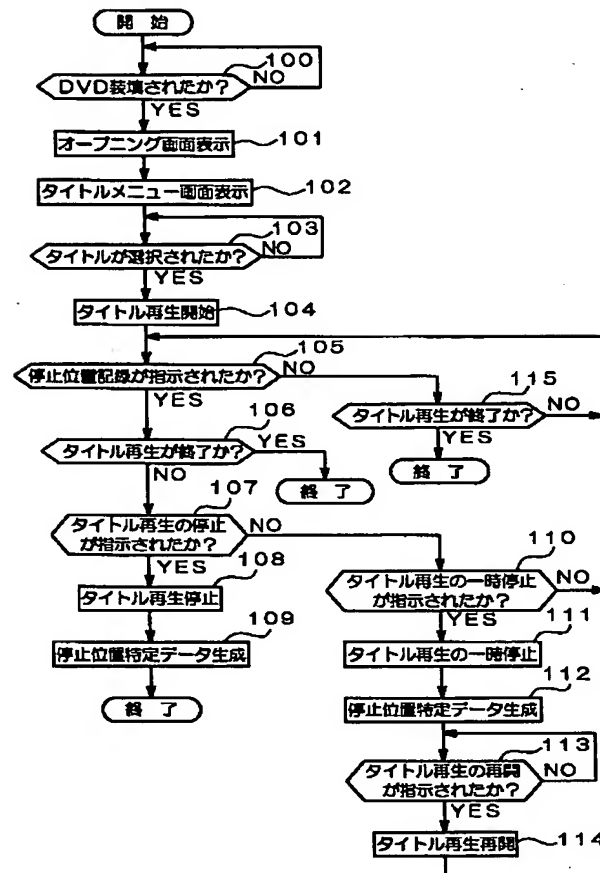 開 始
100
DVD装填されたか？ NO
YES
オープニング画面表示 101
タイトルメニュー画面表示 102
103
タイトルが選択されたか？ NO
YES
タイトル再生開始 104
105
停止位置記録が指示されたか？ NO
YES
115
タイトル再生が終了か？ NO
YES
終 了
106
タイトル再生が終了か？ YES
NO
終 了
107
タイトル再生の停止
が指示されたか？ NO
YES
108
タイトル再生停止
109
停止位置特定データ生成
終 了
110
タイトル再生の一時停止
が指示されたか？ NO
YES
111
タイトル再生の一時停止
112
停止位置特定データ生成
113
タイトル再生の再開
が指示されたか？ NO
YES
タイトル再生再開 114